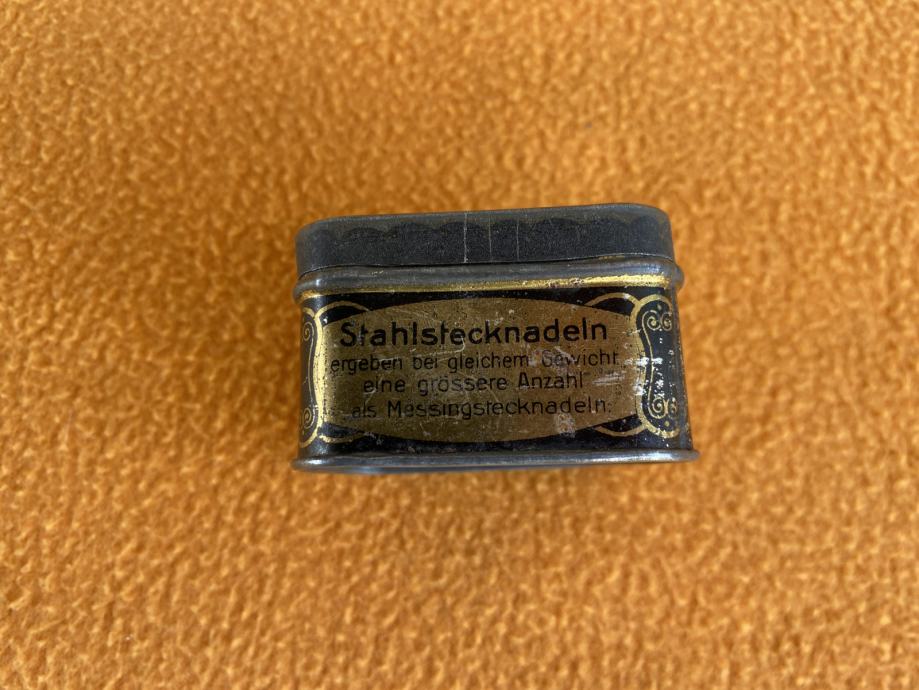 Stahlstecknadeln
ergeben bei gleichem Gewicht
eine grössere Anzahl
als Messingstecknadeln.